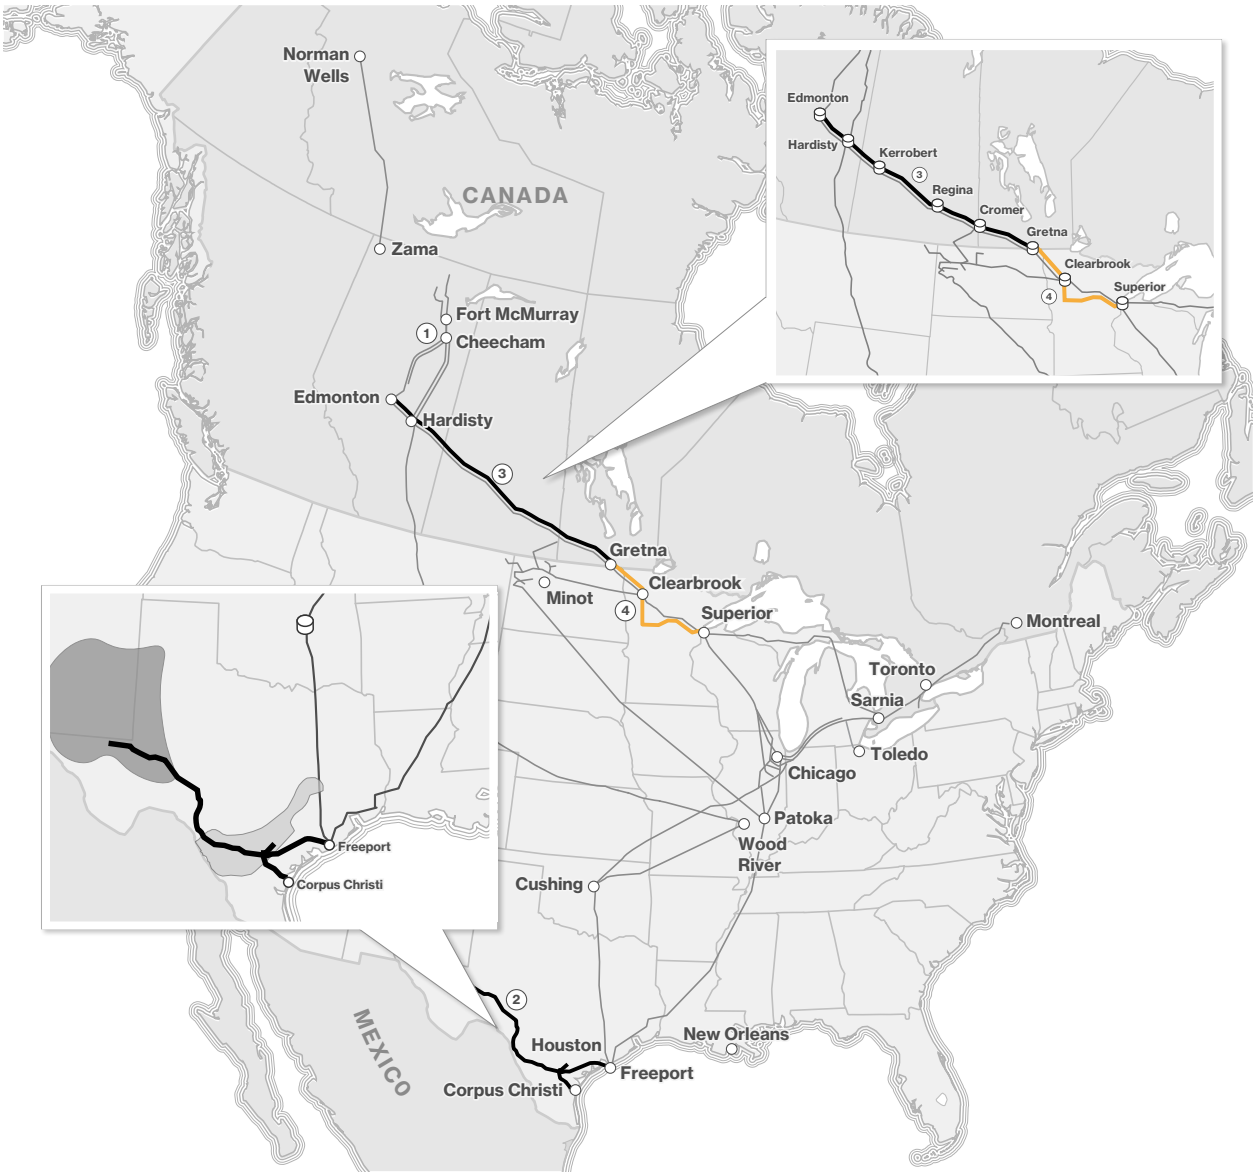 Norman
Wells
CANADA
Zama
Fort McMurray
1
Cheecham
Edmonton
Hardisty
3
Gretna
Clearbrook
Minot
4
Superior
Montreal
Toronto
Sarnia
Toledo
Chicago
Patoka
Wood
River
Cushing
2
MEXICO
New Orleans
Houston
Freeport
Corpus Christi
Edmonton
Hardisty
Kerrobert
3
Regina
Cromer
Gretna
Clearbrook
Superior
4
Freeport
Corpus Christi